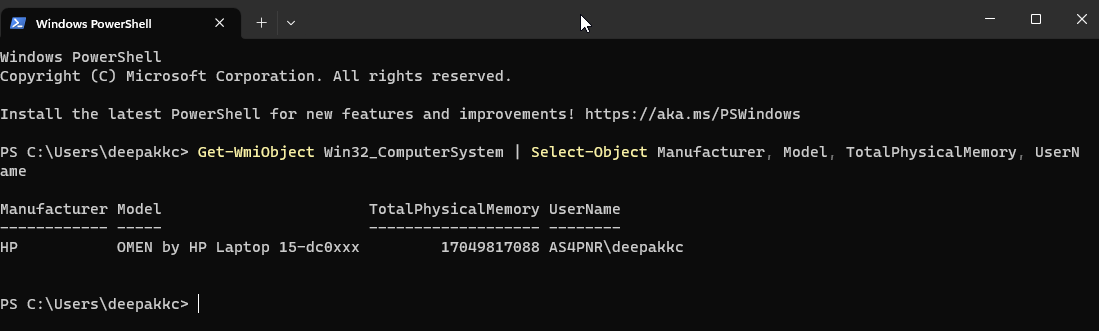 Windows PowerShell
Windows PowerShell
Copyright (C) Microsoft Corporation. All rights reserved.
Install the latest PowerShell for new features and improvements! https://aka.ms/PSWindows
PS C:\Users\deepakkc> Get-WmiObject Win32_ComputerSystem | Select-Object Manufacturer, Model, TotalPhysicalMemory, UserN
ame
Manufacturer Model                       TotalPhysicalMemory UserName
------------ -----                       ------------------- --------
HP           OMEN by HP Laptop 15-dc0xxx         17049817088 AS4PNR\deepakkc
PS C:\Users\deepakkc>